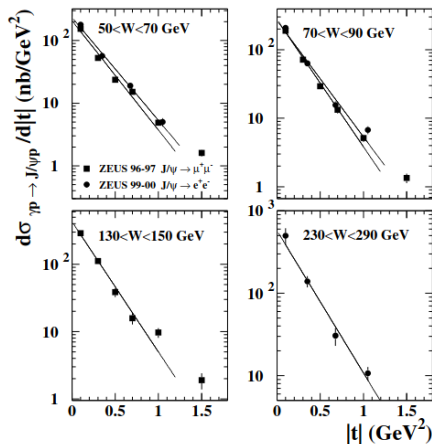 dσ γp→ J/ψp /d|t| (nb/GeV²)
10²
10
1
50<W<70 GeV
ZEUS 96-97 J/ψ→μ⁺μ⁻
ZEUS 99-00 J/ψ→e⁺e⁻
10²
10
1
70<W<90 GeV
10²
10
1
130<W<150 GeV
0 0.5 1 1.5
10³
10²
10
230<W<290 GeV
0 0.5 1 1.5
|t| (GeV²)